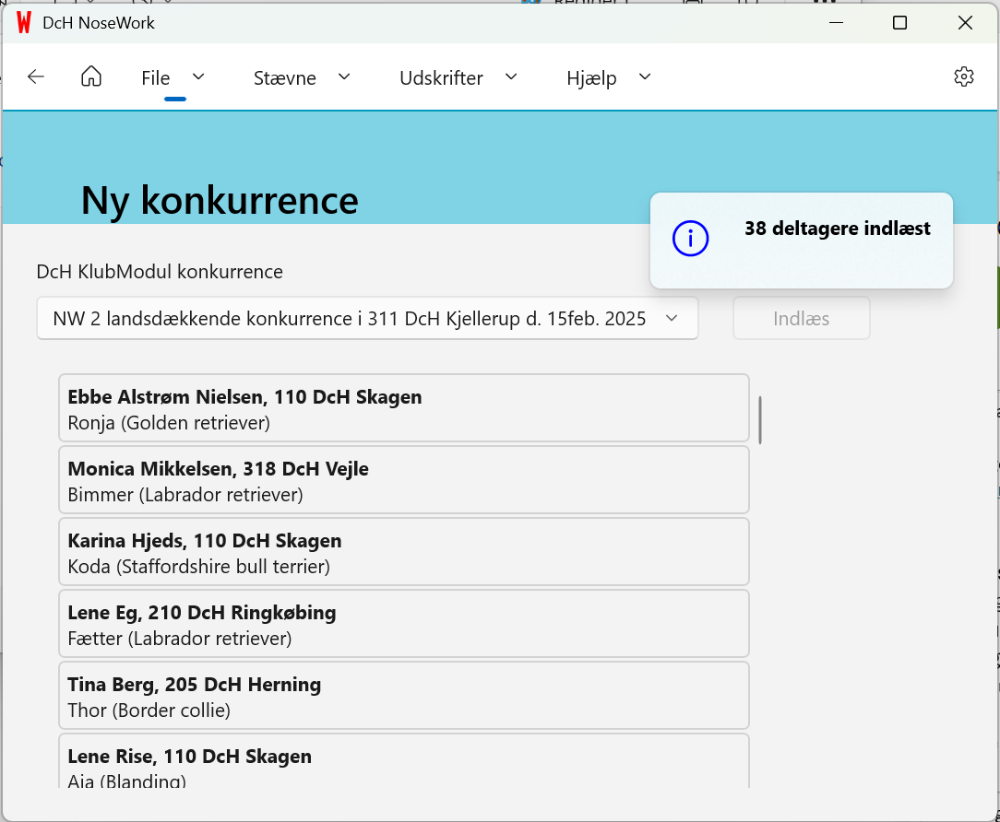 DcH NoseWork
File
Stævne
Udskrifter
Hjælp
Ny konkurrence
38 deltagere indlæst
DcH KlubModul konkurrence
NW 2 landsdækkende konkurrence i 311 DcH Kjellerup d. 15feb. 2025
Indlæs
Ebbe Alstrøm Nielsen, 110 DcH Skagen
Ronja (Golden retriever)
Monica Mikkelsen, 318 DcH Vejle
Bimmer (Labrador retriever)
Karina Hjeds, 110 DcH Skagen
Koda (Staffordshire bull terrier)
Lene Eg, 210 DcH Ringkøbing
Fætter (Labrador retriever)
Tina Berg, 205 DcH Herning
Thor (Border collie)
Lene Rise, 110 DcH Skagen
(Blanding)